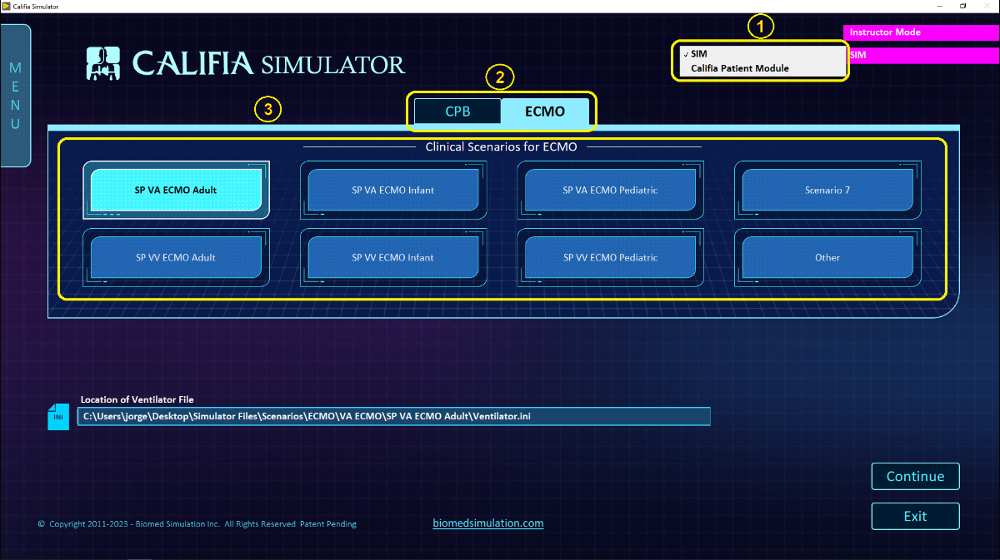 Califia Simulator
1
Instructor Mode
MENU
CALIFIA SIMULATOR
✓ SIM
SIM
Califia Patient Module
2
3
CPB
ECMO
Clinical Scenarios for ECMO
SP VA ECMO Adult
SP VA ECMO Infant
SP VA ECMO Pediatric
Scenario 7
SP VV ECMO Adult
SP VV ECMO Infant
SP VV ECMO Pediatric
Other
Location of Ventilator File
INI
C:\Users\jorge\Desktop\Simulator Files\Scenarios\ECMO\VA ECMO\SP VA ECMO Adult\Ventilator.ini
Continue
Exit
© Copyright 2011-2023 - Biomed Simulation Inc. All Rights Reserved Patent Pending
biomedsimulation.com